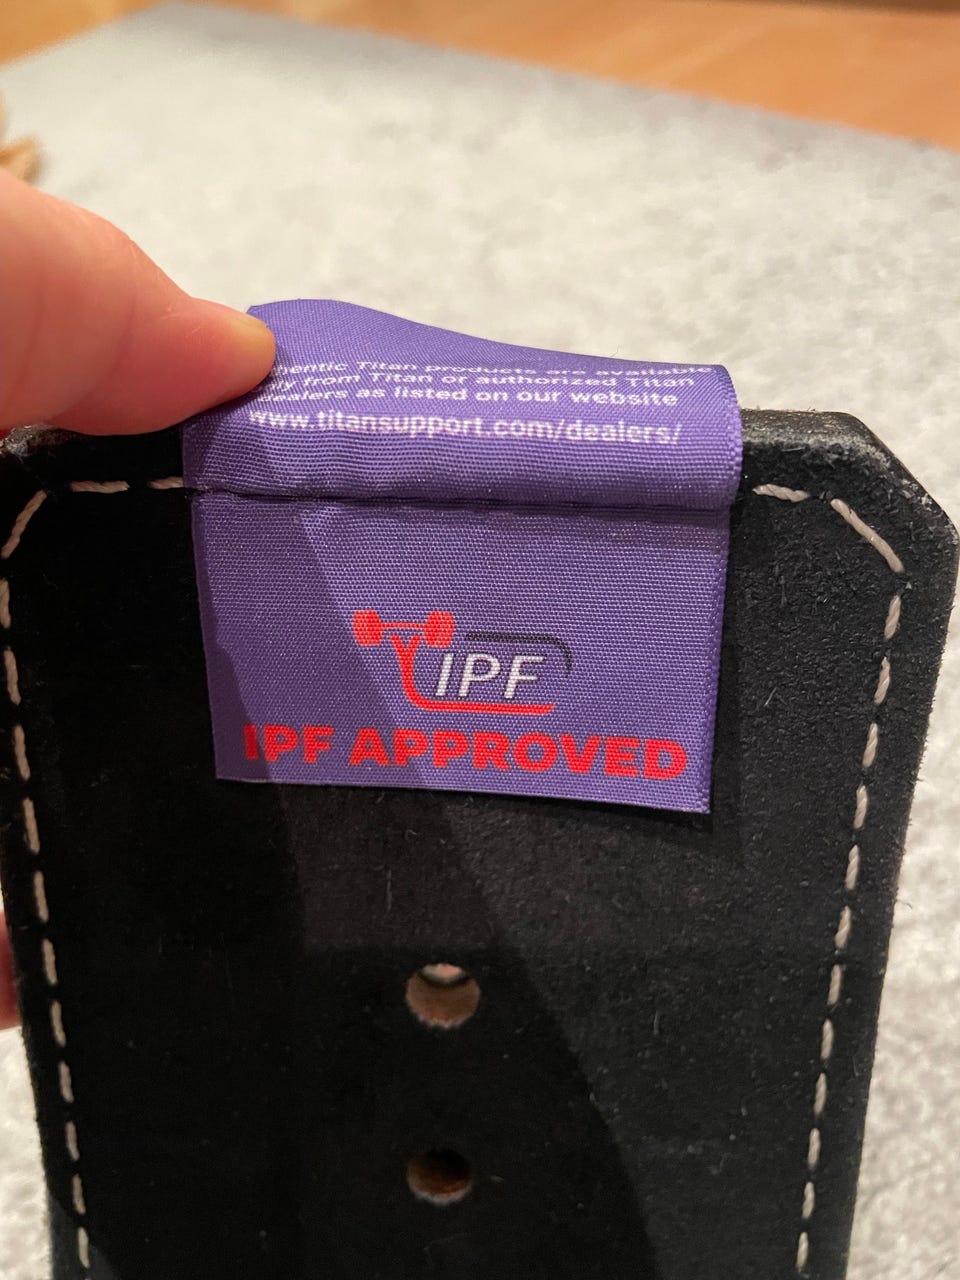 Titan products are available
from Titan or authorized Titan
dealers as listed on our website
www.titansupport.com/dealers/
IPF
IPF APPROVED